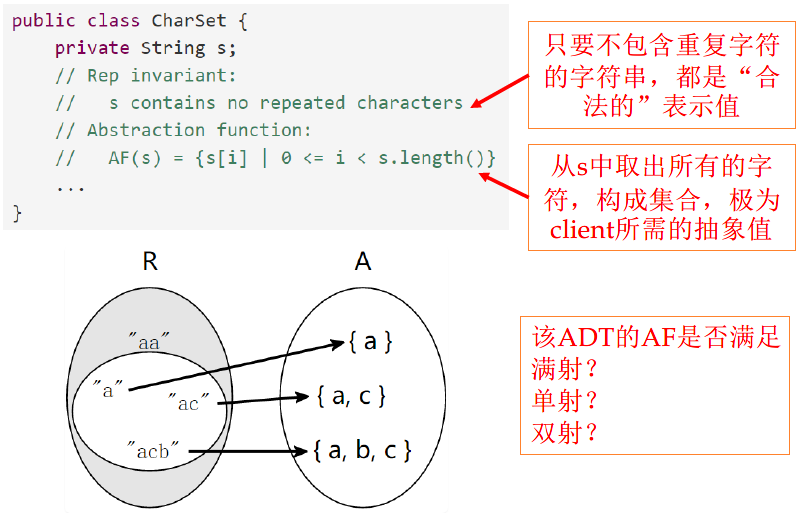 public class CharSet {
private String s;
// Rep invariant:
//   s contains no repeated characters
// Abstraction function:
//   AF(s) = {s[i] | 0 <= i < s.length()}
...
}
只要不包含重复字符
的字符串，都是“合
法的”表示值
从s中取出所有的字
符，构成集合，极为
client所需的抽象值
R
A
"aa"
{ a }
"a"
"ac"
{ a, c }
"acb"
{ a, b, c }
该ADT的AF是否满足
满射？
单射？
双射？